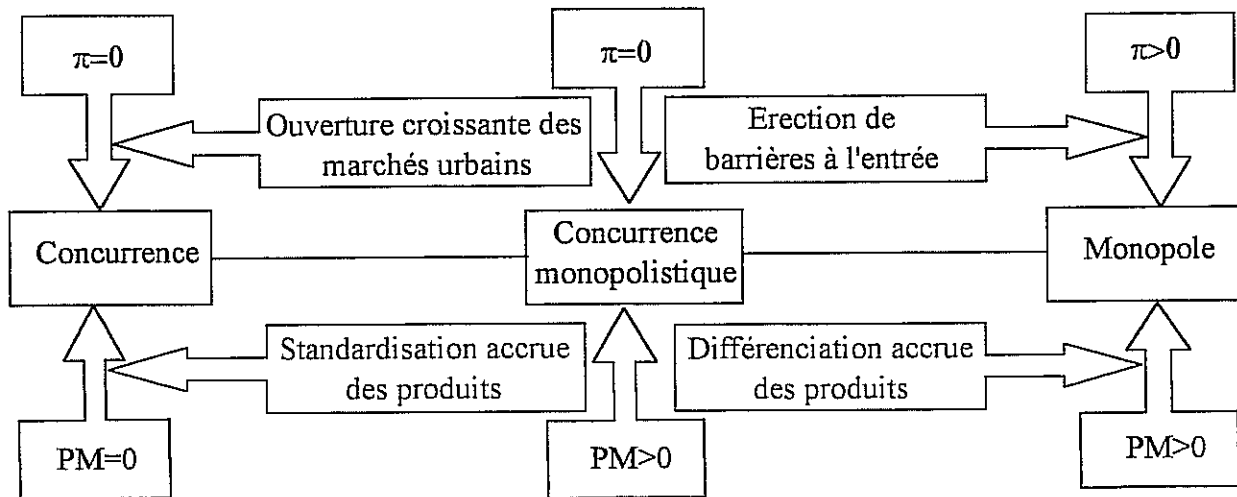 π=0
π=0
π>0
Ouverture croissante des
marchés urbains
Erection de
barrières à l'entrée
Concurrence
Concurrence
monopolistique
Monopole
Standardisation accrue
des produits
Différenciation accrue
des produits
PM=0
PM>0
PM>0